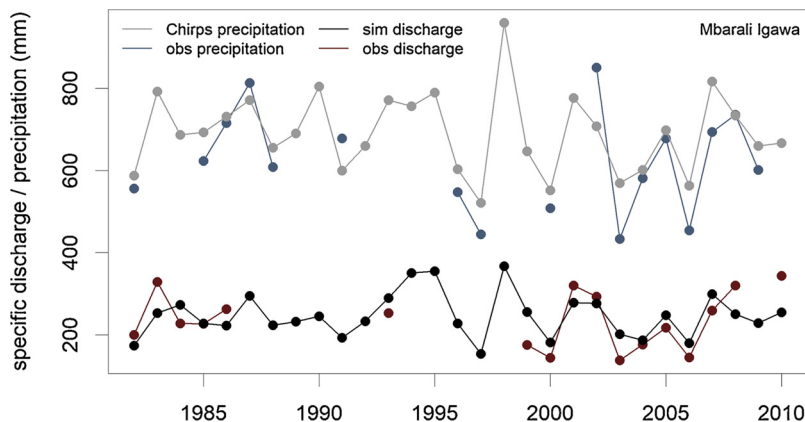 Chirps precipitation
sim discharge
Mbarali Igawa
obs precipitation
obs discharge
specific discharge / precipitation (mm)
800
600
400
200
1985
1990
1995
2000
2005
2010